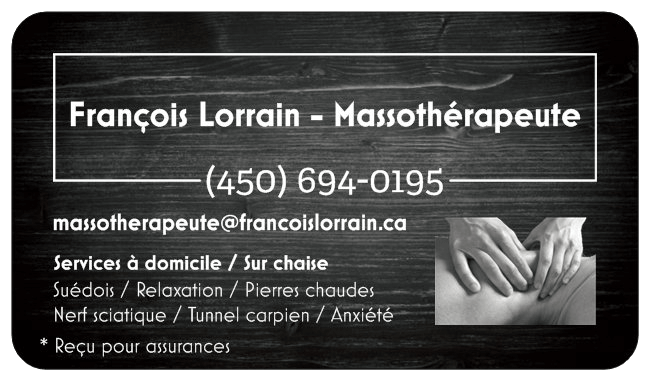 François Lorrain - Massothérapeute
(450) 694-0195
massotherapeute@francoislorrain.ca
Services à domicile / Sur chaise
Suédois / Relaxation / Pierres chaudes
Nerf sciatique / Tunnel carpien / Anxiété
* Reçu pour assurances